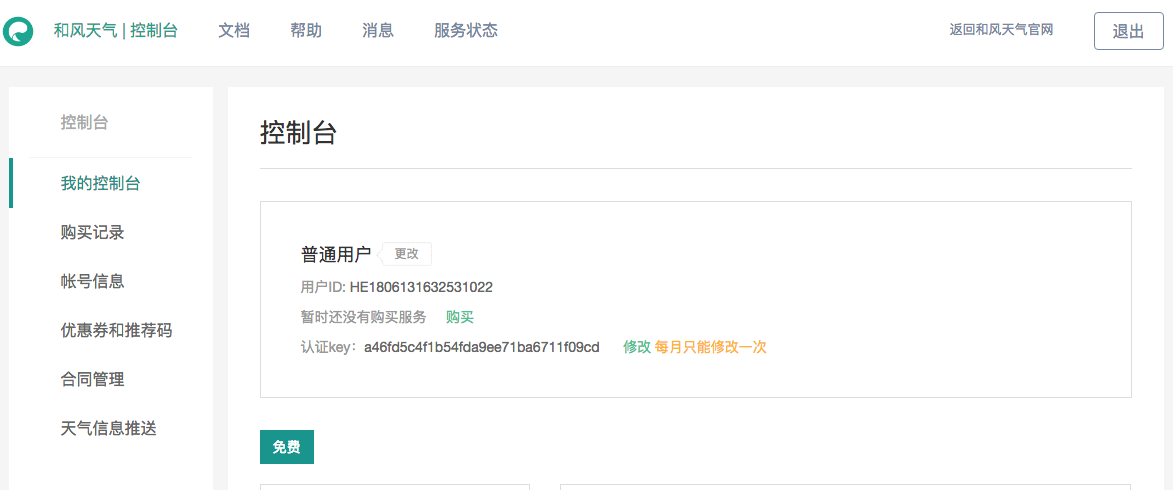 和风天气 | 控制台 文档 帮助 消息 服务状态 返回和风天气官网 退出
控制台
我的控制台
购买记录
帐号信息
优惠券和推荐码
合同管理
天气信息推送
控制台
普通用户 更改
用户ID: HE1806131632531022
暂时还没有购买服务 购买
认证key：a46fd5c4f1b54fda9ee71ba6711f09cd 修改 每月只能修改一次
免费